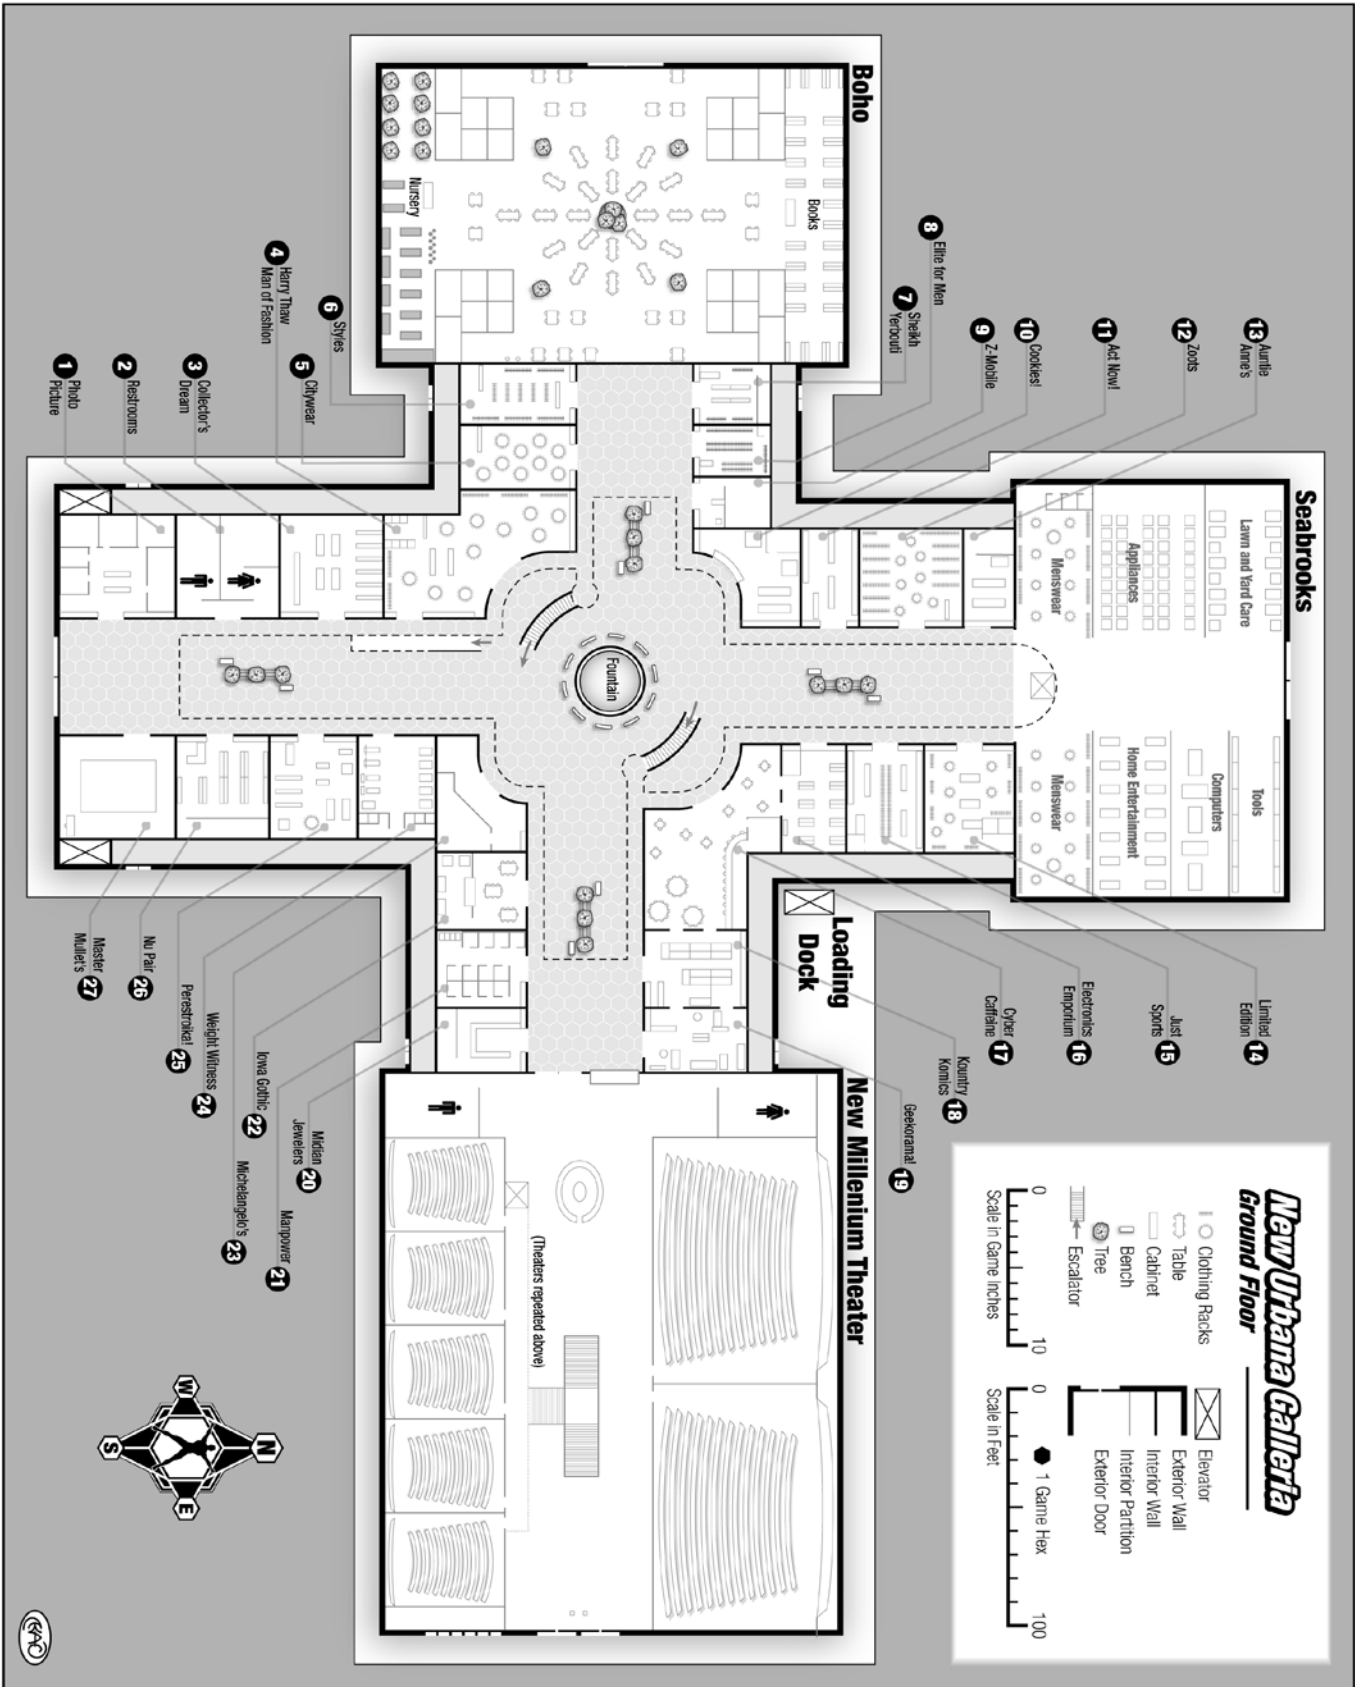 New Urbana Galleria
Ground Floor
Clothing Racks
Table
Cabinet
Bench
Tree
Escalator
Elevator
Exterior Wall
Interior Wall
Interior Partition
Exterior Door
0
10
Scale in Game Inches
1 Game Hex
0
100
Scale in Feet
Seabrooks
Lawn and Yard Care
Appliances
Menswear
Tools
Computers
Home Entertainment
Menswear
13 Auntie
Anne's
12 Zoots
11 Act Now!
10 Cookies!
9 Z-Mobile
8 Elite for Men
7 Sheikh
Yerbouti
Boho
Books
Nursery
6 Styles
5 Citywear
4 Harry Thaw
Man of Fashion
3 Collector's
Dream
2 Restrooms
1 Photo
Picture
Fountain
Loading
Dock
Limited
Edition 14
Just
Sports 15
Electronics
Emporium 16
Cyber
Caffeine 17
Kountry
Komics 18
Geekorama! 19
New Millenium Theater
(Theaters repeated above)
Midian
Jewelers 20
Manpower 21
Iowa Gothic 22
Michelangelo's 23
Weight Witness 24
Perestroika! 25
Nu Pair 26
Master
Mullet's 27
N
W
E
S